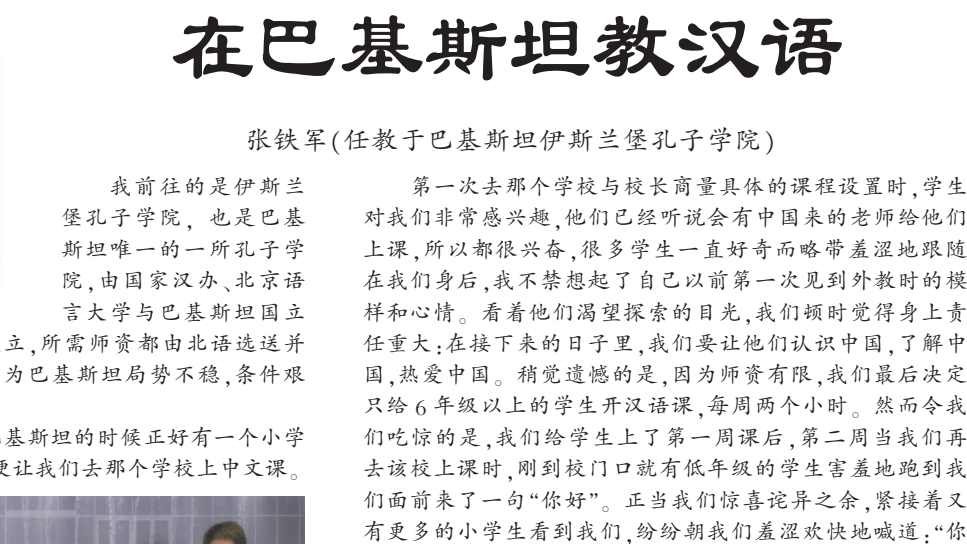 在巴基斯坦教汉语
张铁军(任教于巴基斯坦伊斯兰堡孔子学院)
我前往的是伊斯兰
堡孔子学院，也是巴基
斯坦唯一的一所孔子学
院,由国家汉办、北京语
言大学与巴基斯坦国立
立,所需师资都由北语选送并
为巴基斯坦局势不稳,条件艰
基斯坦的时候正好有一个小学
便让我们去那个学校上中文课。
第一次去那个学校与校长商量具体的课程设置时,学生
对我们非常感兴趣,他们已经听说会有中国来的老师给他们
上课,所以都很兴奋,很多学生一直好奇而略带羞涩地跟随
在我们身后,我不禁想起了自己以前第一次见到外教时的模
样和心情。看着他们渴望探索的目光,我们顿时觉得身上责
任重大:在接下来的日子里,我们要让他们认识中国,了解中
国,热爱中国。稍觉遗憾的是,因为师资有限,我们最后决定
只给6年级以上的学生开汉语课,每周两个小时。然而令我
们吃惊的是,我们给学生上了第一周课后,第二周当我们再
去该校上课时,刚到校门口就有低年级的学生害羞地跑到我
们面前来了一句“你好”。正当我们惊喜诧异之余,紧接着又
有更多的小学生看到我们,纷纷朝我们羞涩欢快地喊道:“你